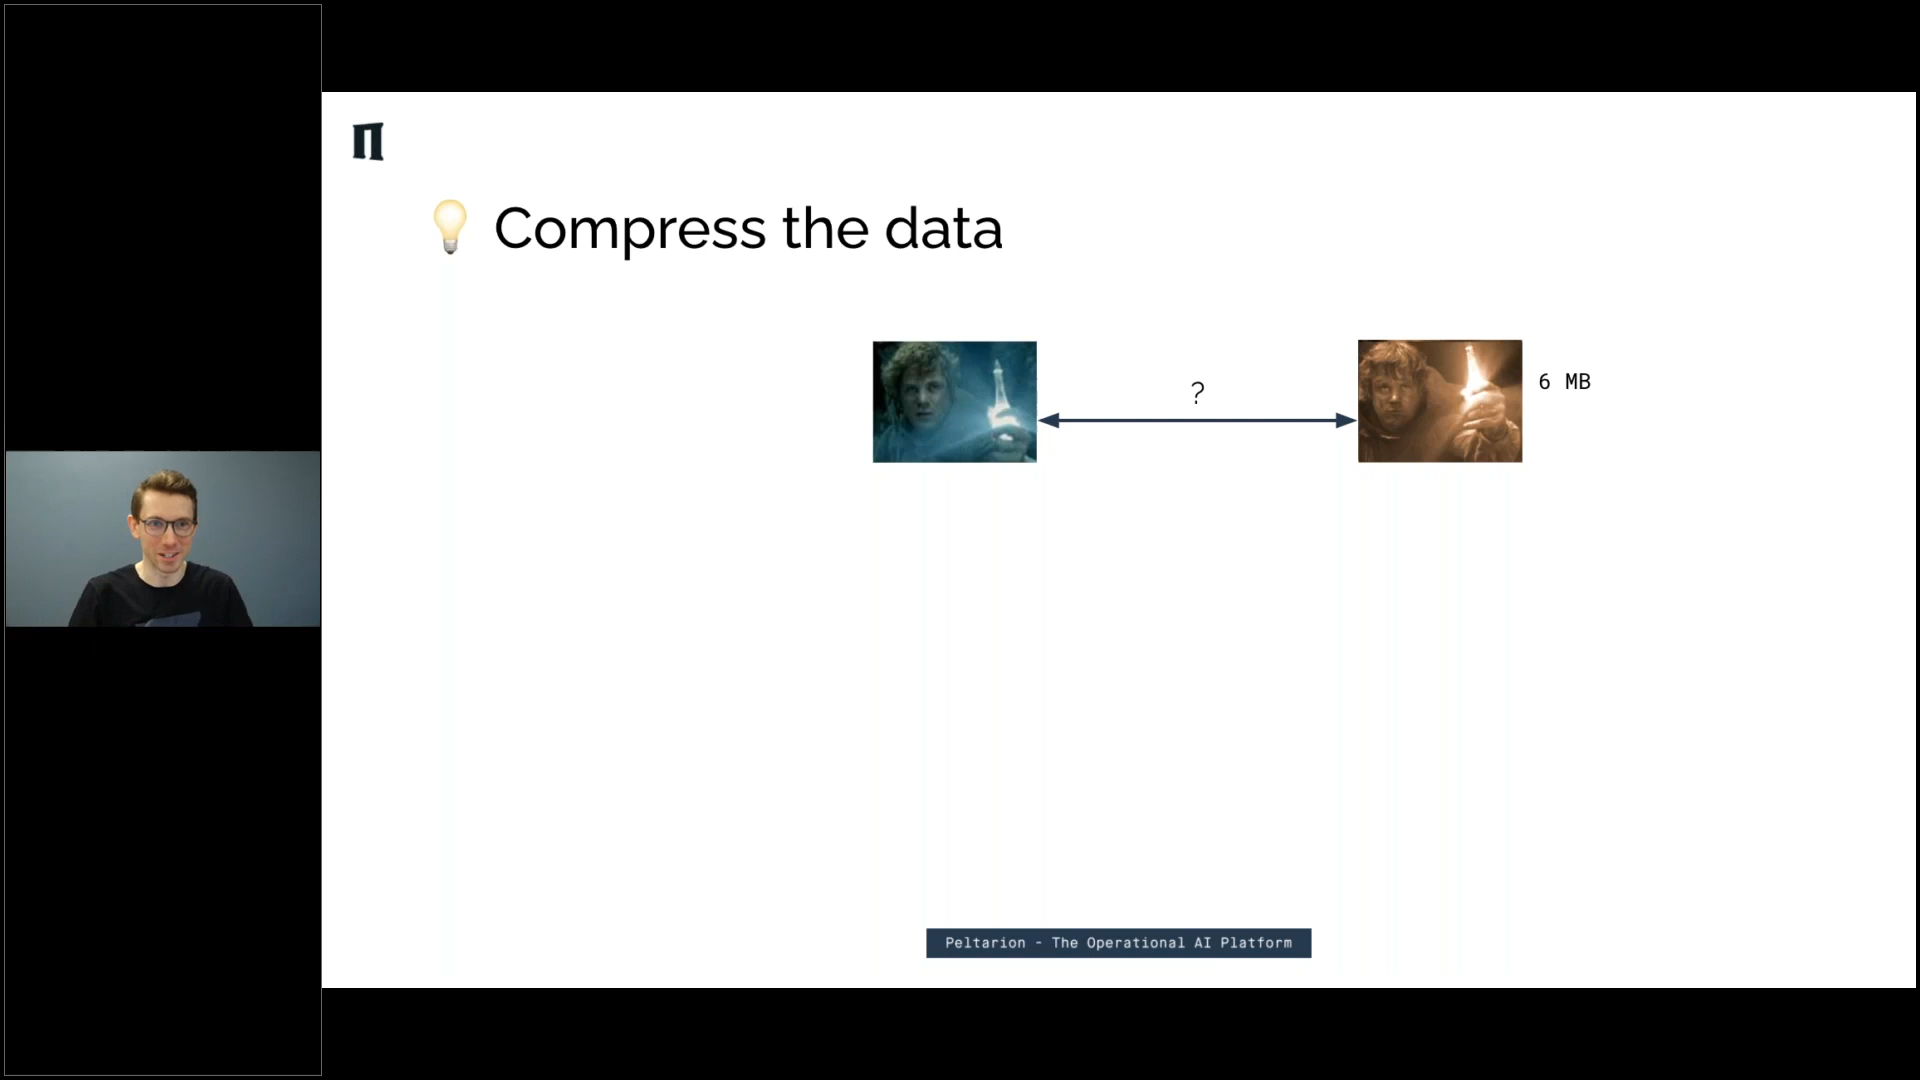 Compress the data
?
6 MB
Peltarion - The Operational AI Platform